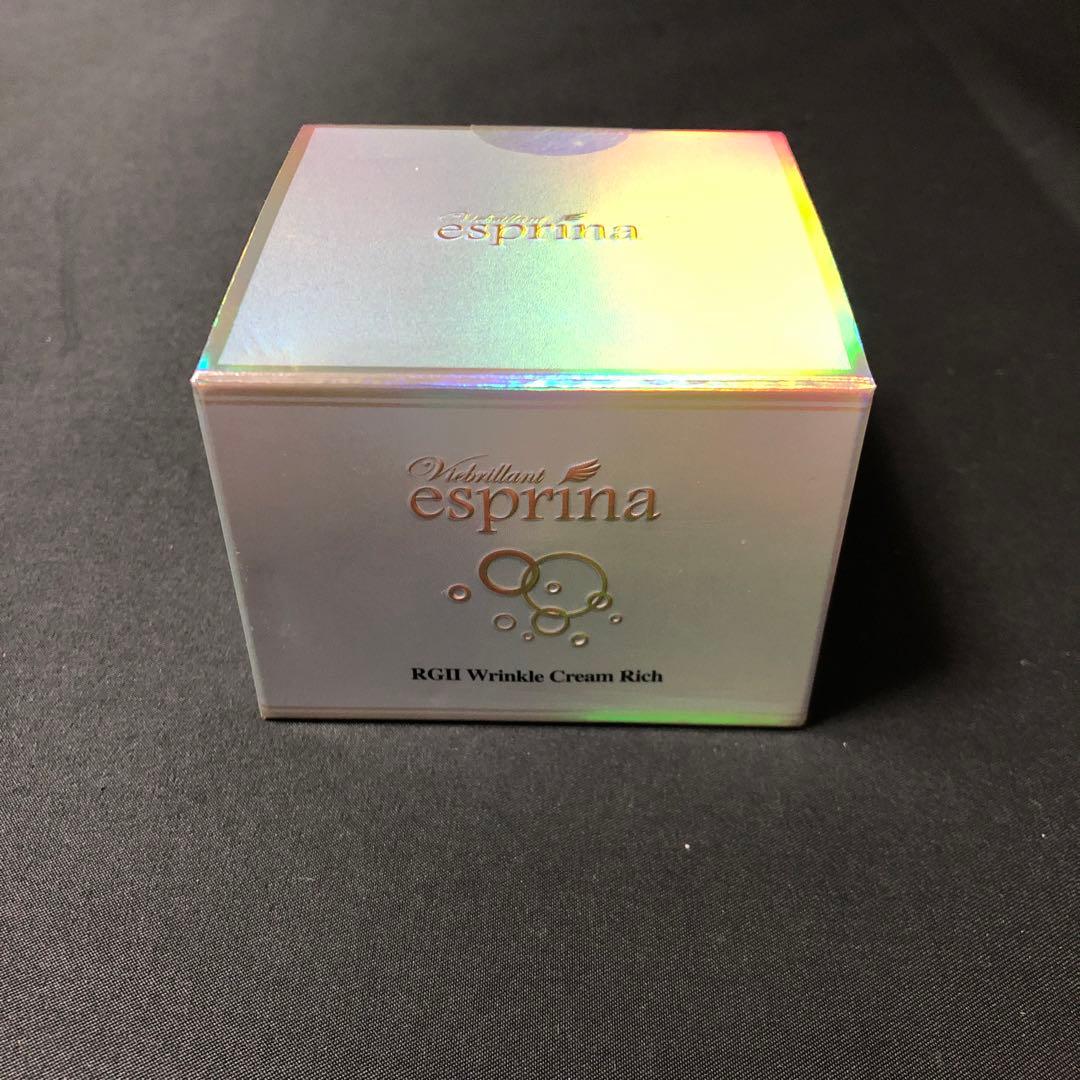 Viebrillant
esprina
Viebrillant
esprina
RGII Wrinkle Cream Rich